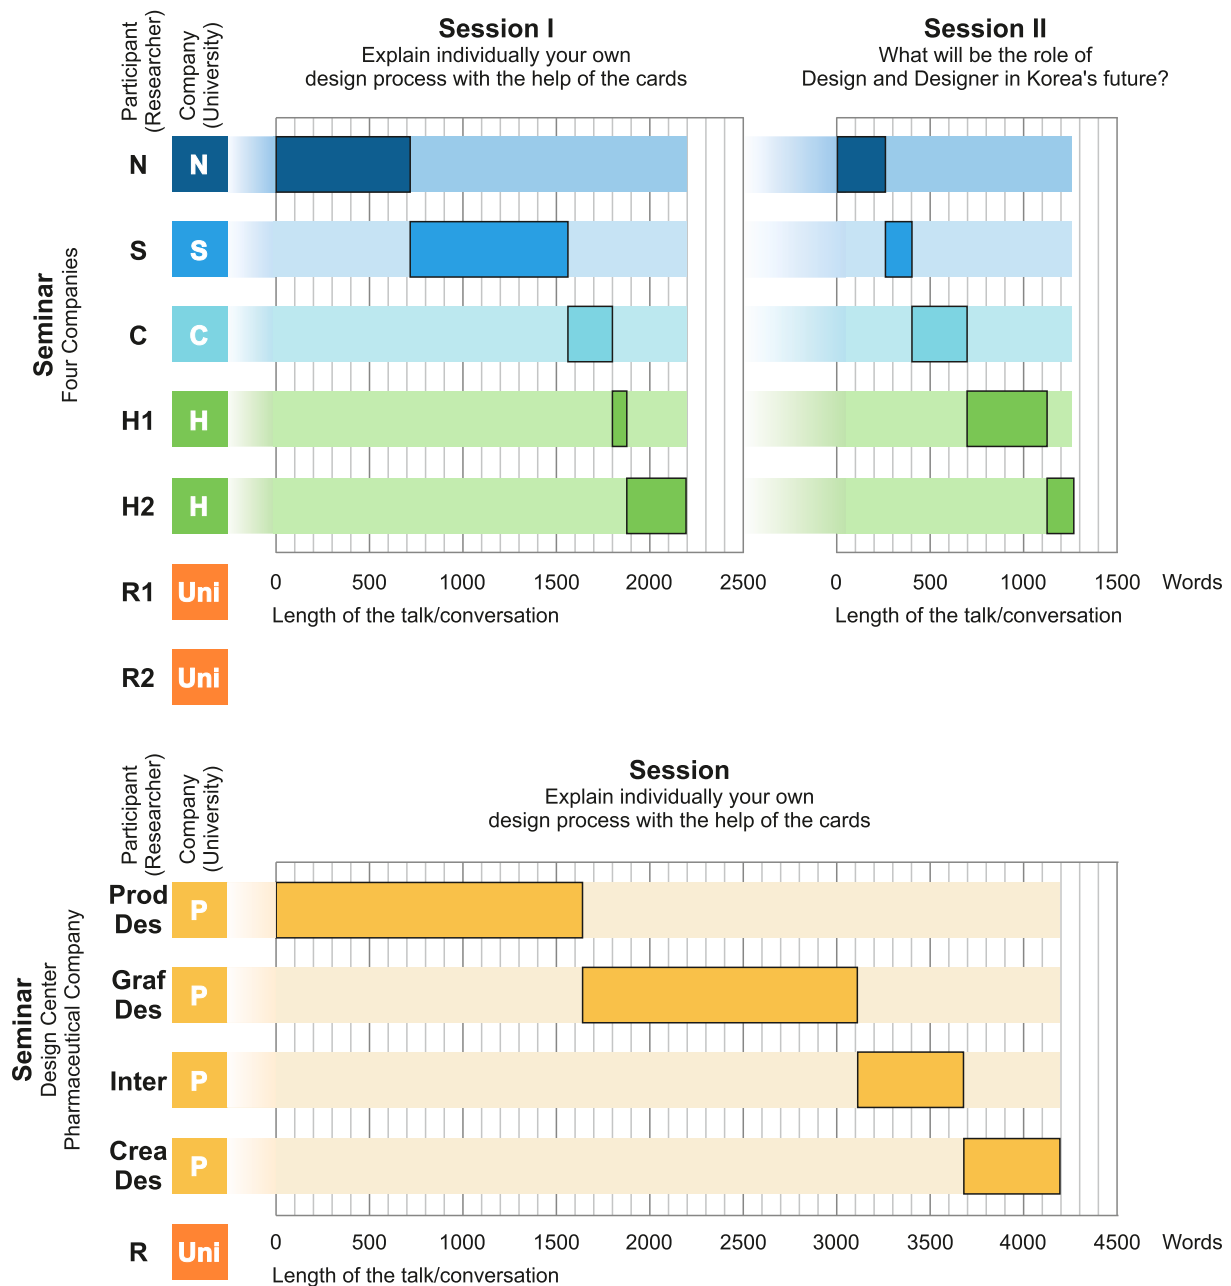 Participant
(Researcher)
Company
(University)
Session I
Explain individually your own
design process with the help of the cards
Session II
What will be the role of
Design and Designer in Korea's future?
Seminar
Four Companies
N N
S S
C C
H1 H
H2 H
R1 Uni
R2 Uni
0 500 1000 1500 2000 2500
Length of the talk/conversation
0 500 1000 1500 Words
Length of the talk/conversation
Participant
(Researcher)
Company
(University)
Session
Explain individually your own
design process with the help of the cards
Seminar
Design Center
Pharmaceutical Company
Prod
Des
P
Graf
Des
P
Inter P
Crea
Des
P
R Uni
0 500 1000 1500 2000 2500 3000 3500 4000 4500 Words
Length of the talk/conversation